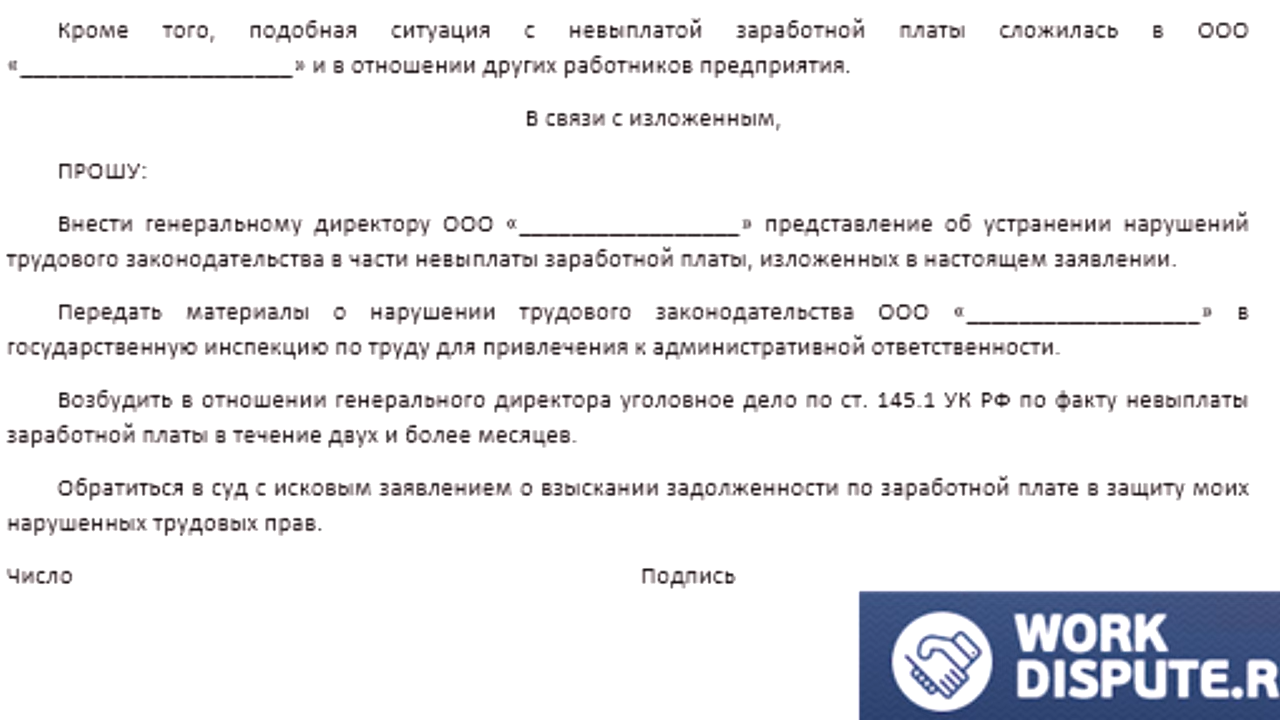 Кроме того, подобная ситуация с невыплатой заработной платы сложилась в ООО
«_______________________» и в отношении других работников предприятия.
В связи с изложенным,
ПРОШУ:
Внести генеральному директору ООО «___________________» представление об устранении нарушений
трудового законодательства в части невыплаты заработной платы, изложенных в настоящем заявлении.
Передать материалы о нарушении трудового законодательства ООО «____________________» в
государственную инспекцию по труду для привлечения к административной ответственности.
Возбудить в отношении генерального директора уголовное дело по ст. 145.1 УК РФ по факту невыплаты
заработной платы в течение двух и более месяцев.
Обратиться в суд с исковым заявлением о взыскании задолженности по заработной плате в защиту моих
нарушенных трудовых прав.
Число Подпись
WORK
DISPUTE.R